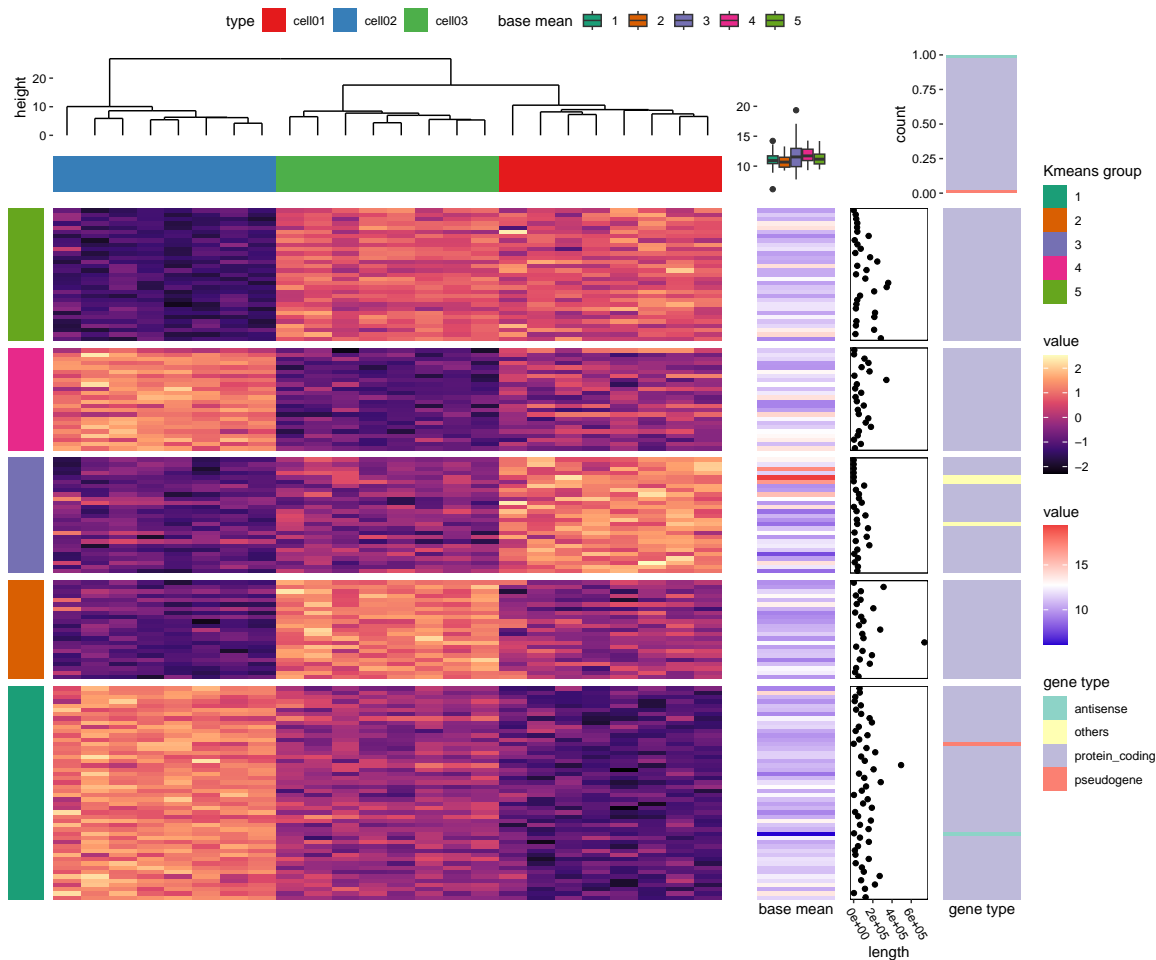 type cell01 cell02 cell03 base mean 1 2 3 4 5
height
20
10
0
20
15
10
count
1.00
0.75
0.50
0.25
0.00
Kmeans group
1
2
3
4
5
value
2
1
0
−1
−2
value
15
10
gene type
antisense
others
protein_coding
pseudogene
base mean
0e+00
2e+05
4e+05
6e+05
length
gene type